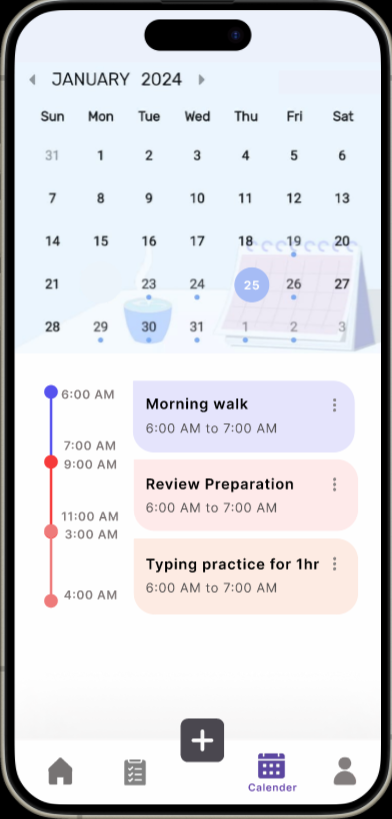 JANUARY 2024
Sun Mon Tue Wed Thu Fri Sat
31 1 2 3 4 5 6
7 8 9 10 11 12 13
14 15 16 17 18 19 20
21 23 24 25 26 27
28 29 30 31 1 2 3
6:00 AM
Morning walk
6:00 AM to 7:00 AM
7:00 AM
9:00 AM
Review Preparation
6:00 AM to 7:00 AM
11:00 AM
3:00 AM
Typing practice for 1hr
6:00 AM to 7:00 AM
4:00 AM
Calender